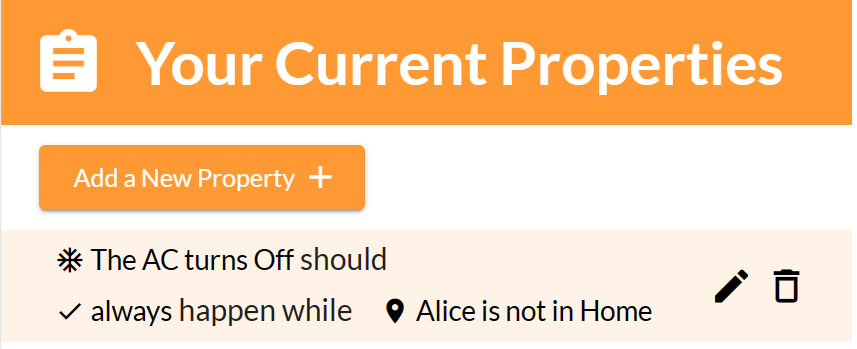 Your Current Properties
Add a New Property +
The AC turns Off should
always happen while Alice is not in Home